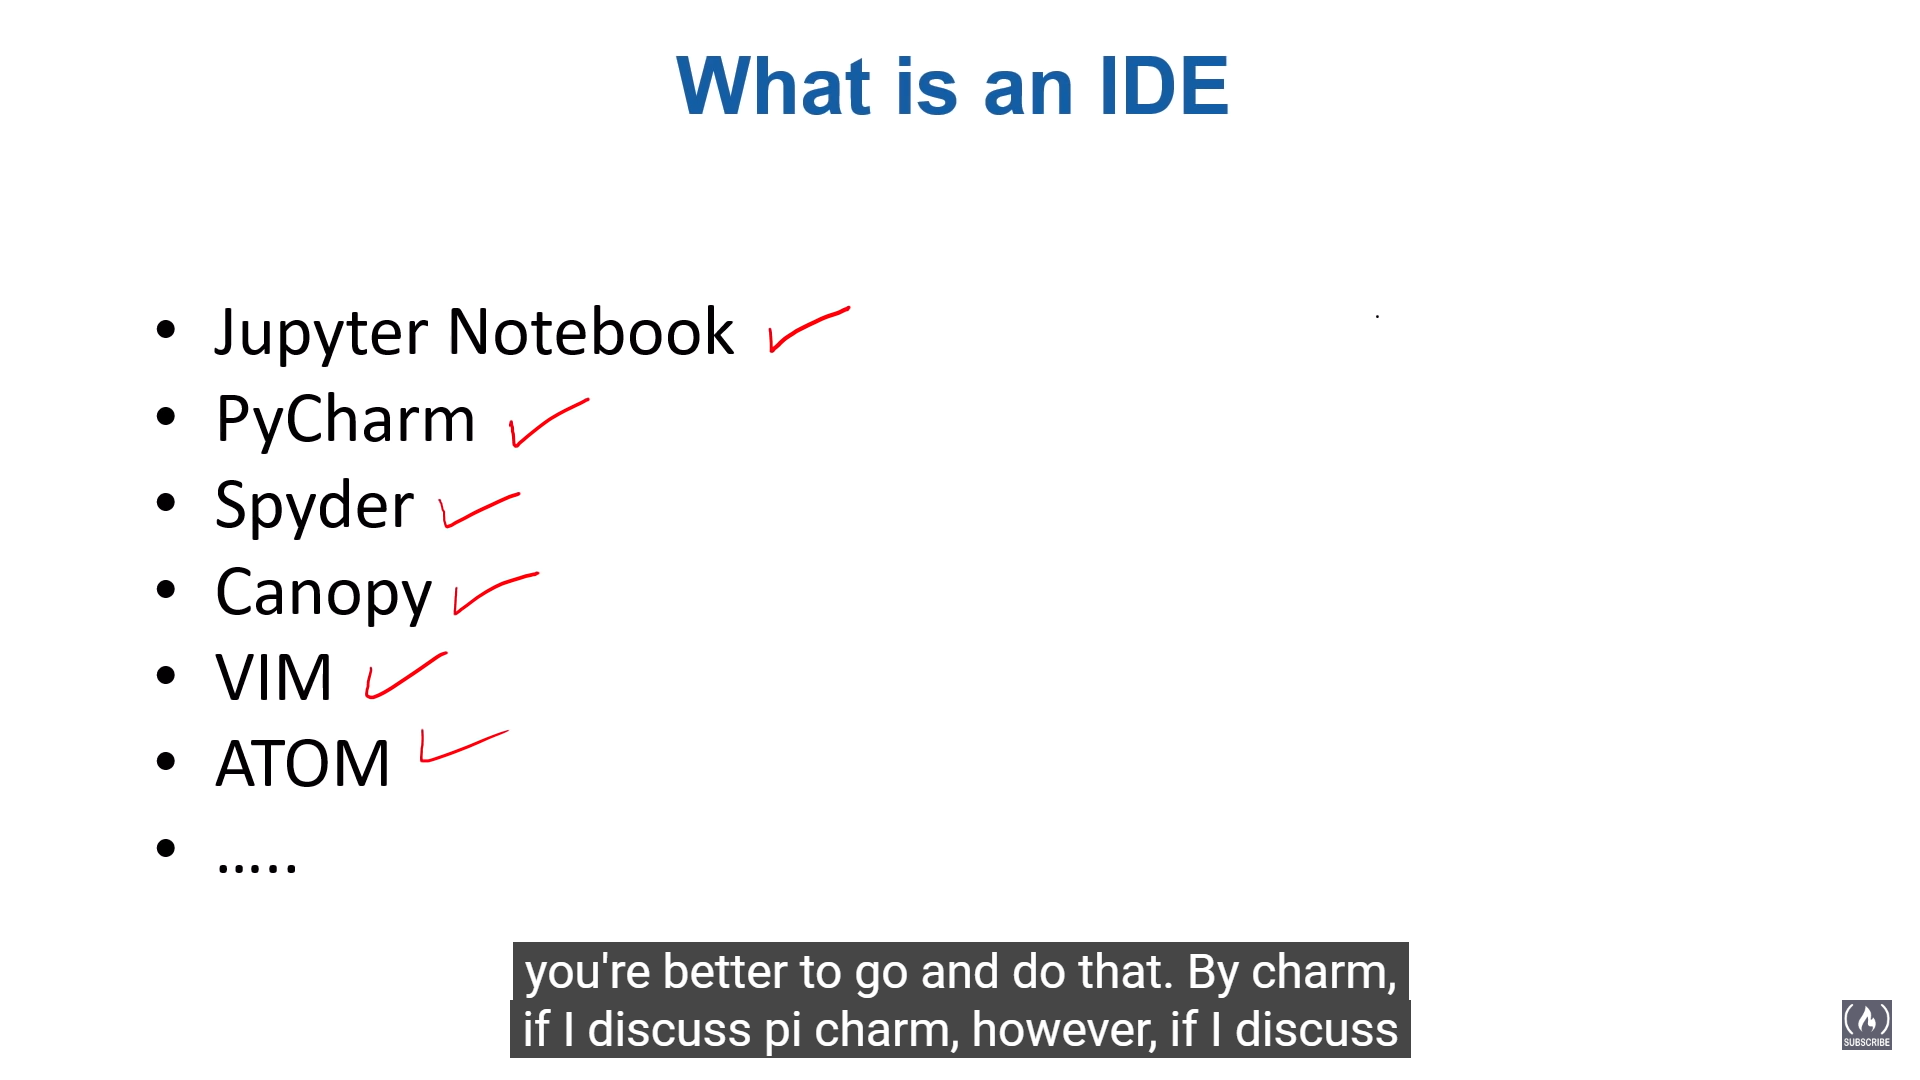 What is an IDE
• Jupyter Notebook
• PyCharm
• Spyder
• Canopy
• VIM
• ATOM
• .....
you're better to go and do that. By charm,
if I discuss pi charm, however, if I discuss
SUBSCRIBE